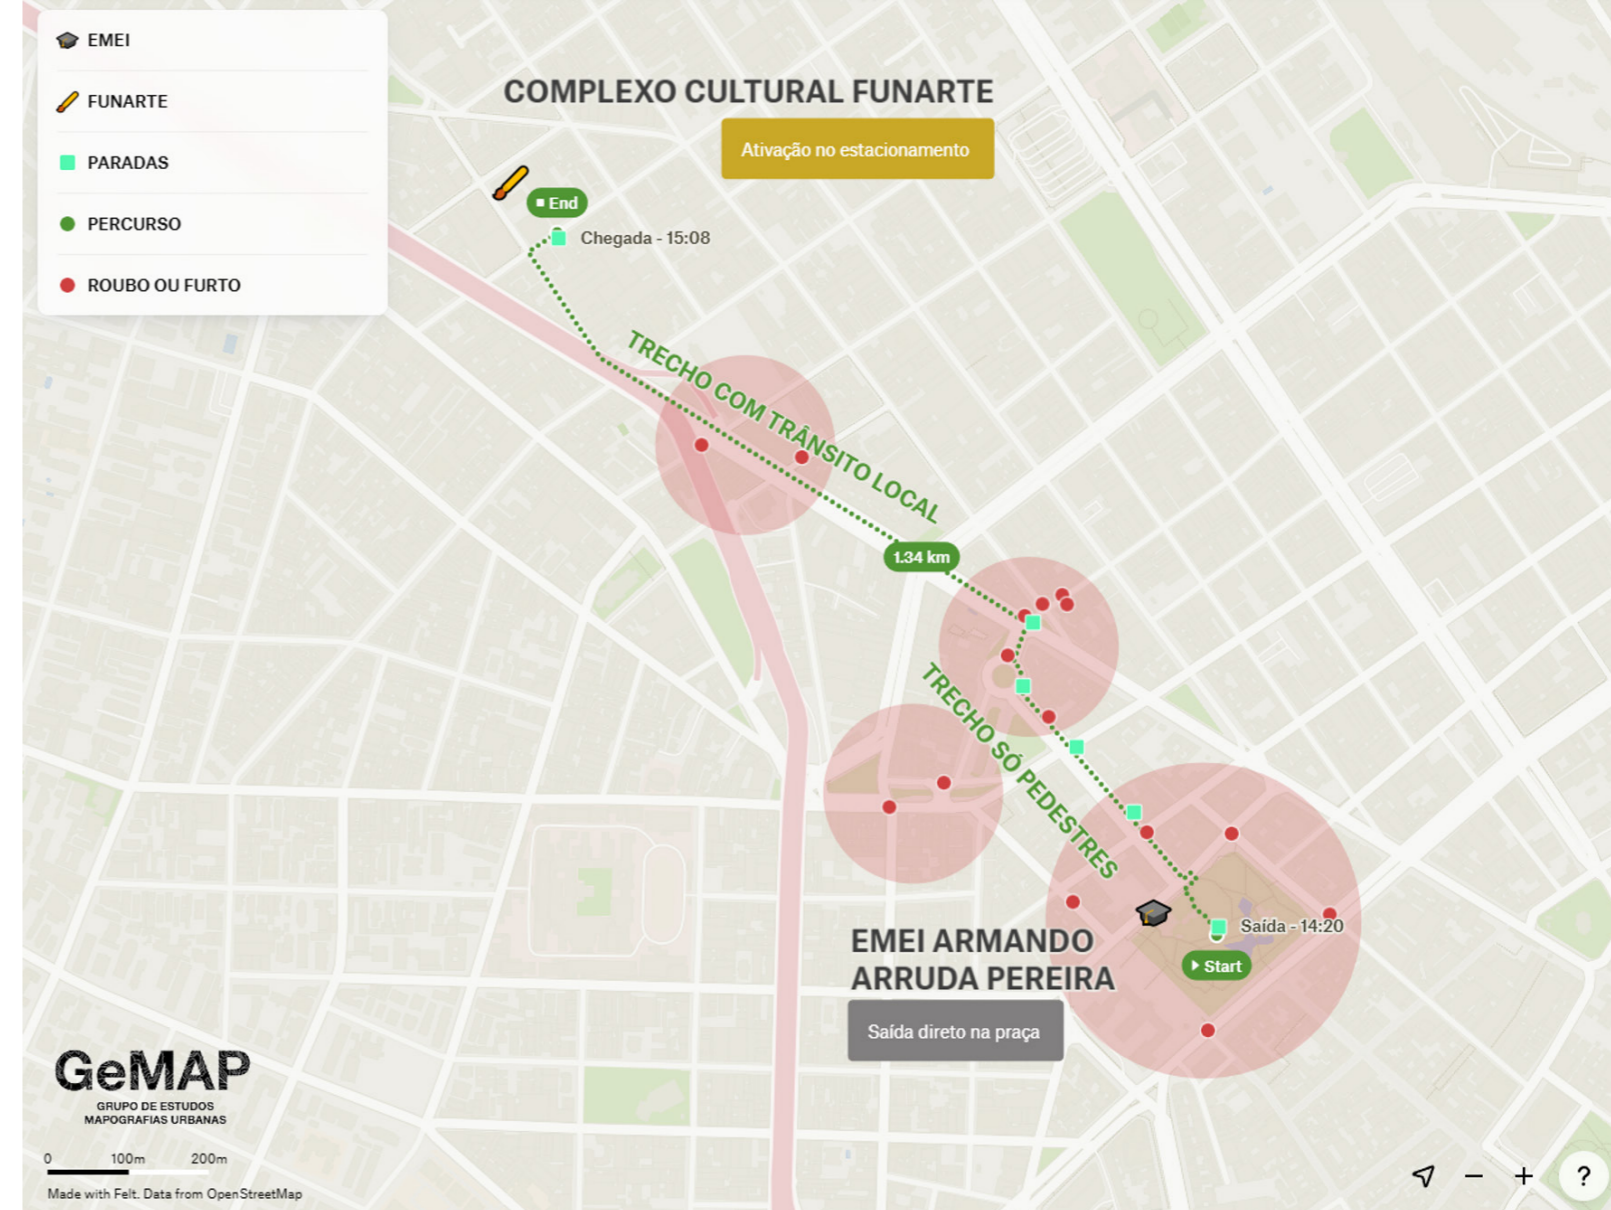 EMEI
FUNARTE
PARADAS
PERCURSO
ROUBO OU FURTO
COMPLEXO CULTURAL FUNARTE
Ativação no estacionamento
End
Chegada - 15:08
TRECHO COM TRÂNSITO LOCAL
1.34 km
TRECHO SÓ PEDESTRES
EMEI ARMANDO
ARRUDA PEREIRA
Saída direto na praça
Saída - 14:20
Start
GeMAP
GRUPO DE ESTUDOS
MAPOGRAFIAS URBANAS
0 100m 200m
Made with Felt. Data from OpenStreetMap
?